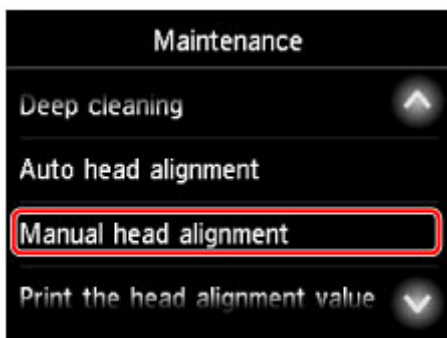 Maintenance
Deep cleaning
Auto head alignment
Manual head alignment
Print the head alignment value